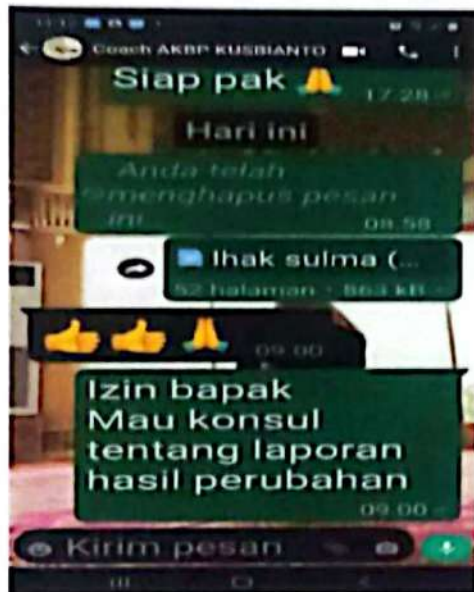 Coach AKBP KUSBIANTO
Siap pak 🙏
17.28
Hari ini
Anda telah
menghapus pesan
ini
08.58
lhak sulma (...
52 halaman • 863 kB
👍👍🙏
09.00
Izin bapak
Mau konsul
tentang laporan
hasil perubahan
09.00
Kirim pesan